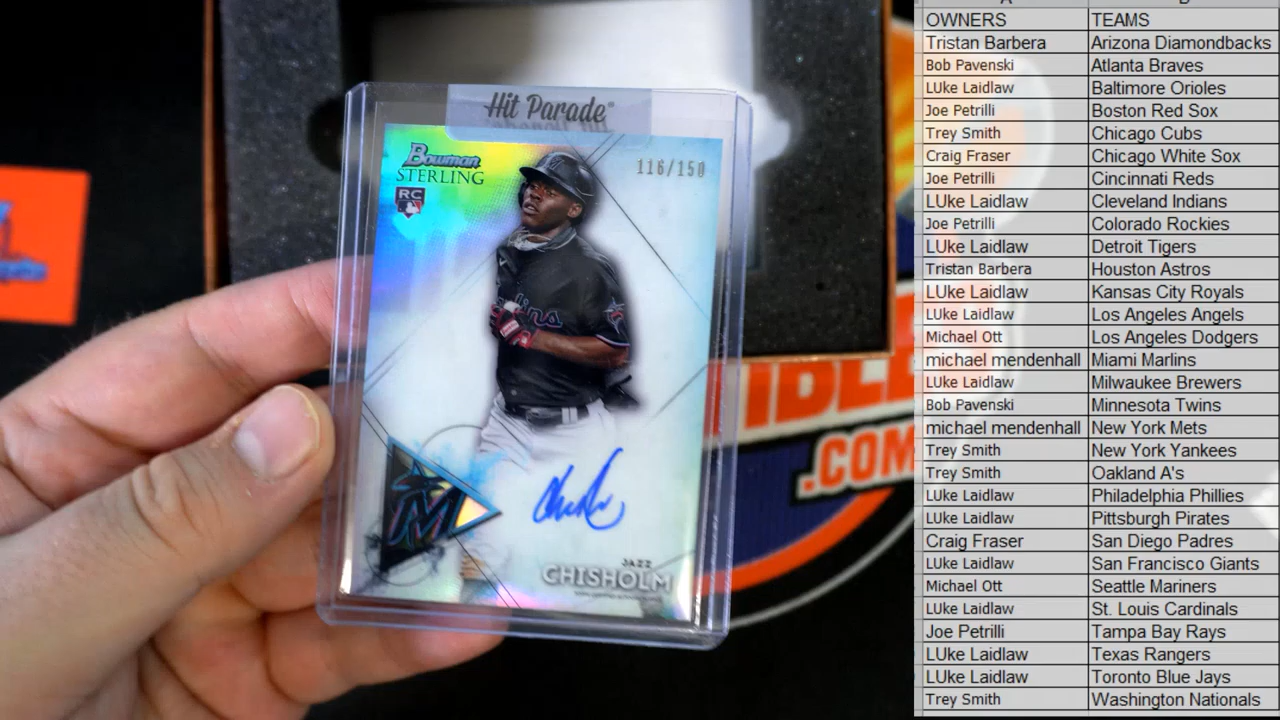 Hit Parade®
Bowman
STERLING
RC
116/150
M
JAZZ
CHISHOLM
IBLE
.COM
OWNERS TEAMS
Tristan Barbera Arizona Diamondbacks
Bob Pavenski Atlanta Braves
LUke Laidlaw Baltimore Orioles
Joe Petrilli Boston Red Sox
Trey Smith Chicago Cubs
Craig Fraser Chicago White Sox
Joe Petrilli Cincinnati Reds
LUke Laidlaw Cleveland Indians
Joe Petrilli Colorado Rockies
LUke Laidlaw Detroit Tigers
Tristan Barbera Houston Astros
LUke Laidlaw Kansas City Royals
LUke Laidlaw Los Angeles Angels
Michael Ott Los Angeles Dodgers
michael mendenhall Miami Marlins
LUke Laidlaw Milwaukee Brewers
Bob Pavenski Minnesota Twins
michael mendenhall New York Mets
Trey Smith New York Yankees
Trey Smith Oakland A's
LUke Laidlaw Philadelphia Phillies
LUke Laidlaw Pittsburgh Pirates
Craig Fraser San Diego Padres
LUke Laidlaw San Francisco Giants
Michael Ott Seattle Mariners
LUke Laidlaw St. Louis Cardinals
Joe Petrilli Tampa Bay Rays
LUke Laidlaw Texas Rangers
LUke Laidlaw Toronto Blue Jays
Trey Smith Washington Nationals